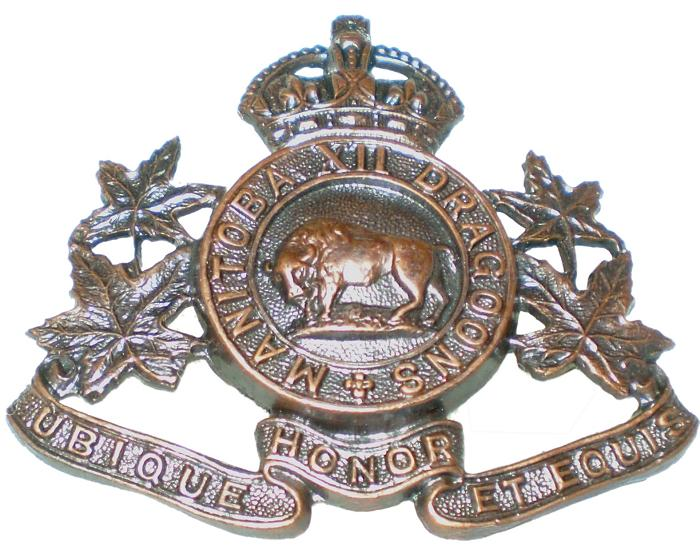 MANITOBA XII DRAGOONS
UBIQUE HONOR ET EQUIS